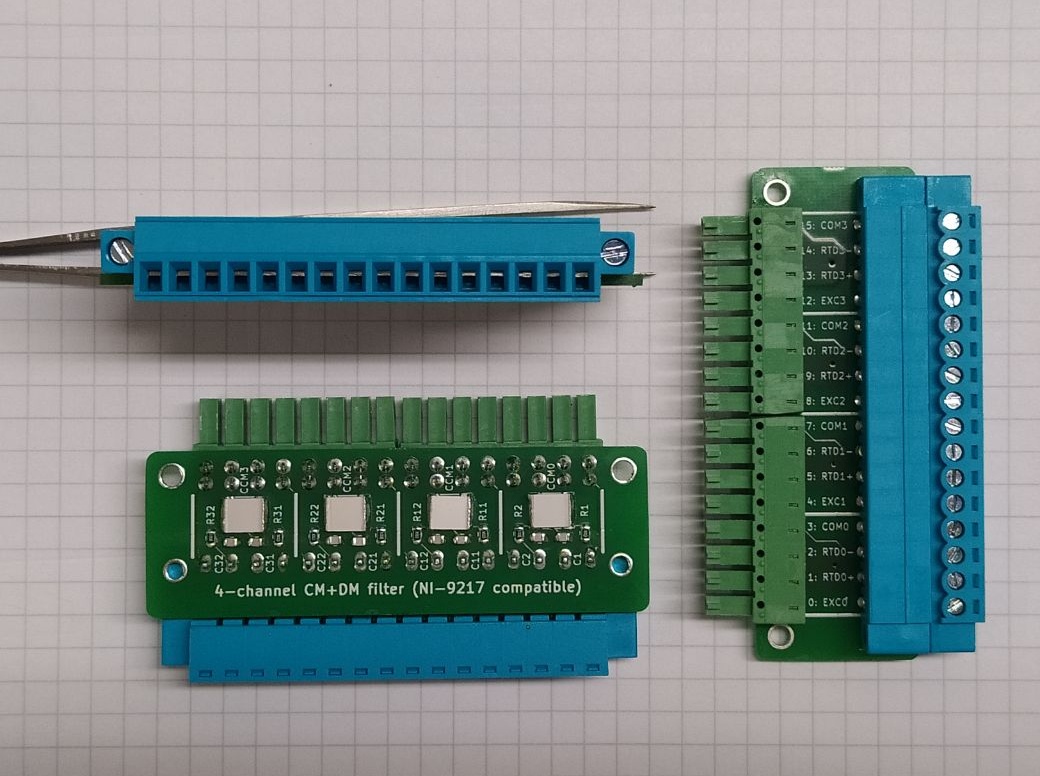 CCM3
CCM2
CCM1
CCM0
R32
R31
R22
R21
R12
R11
R2
R1
C32
C31
C22
C21
C12
C11
C2
C1
4-channel CM+DM filter (NI-9217 compatible)
15: COM3
14: RTD3-
13: RTD3+
12: EXC3
11: COM2
10: RTD2-
9: RTD2+
8: EXC2
7: COM1
6: RTD1-
5: RTD1+
4: EXC1
3: COM0
2: RTD0-
1: RTD0+
0: EXC0